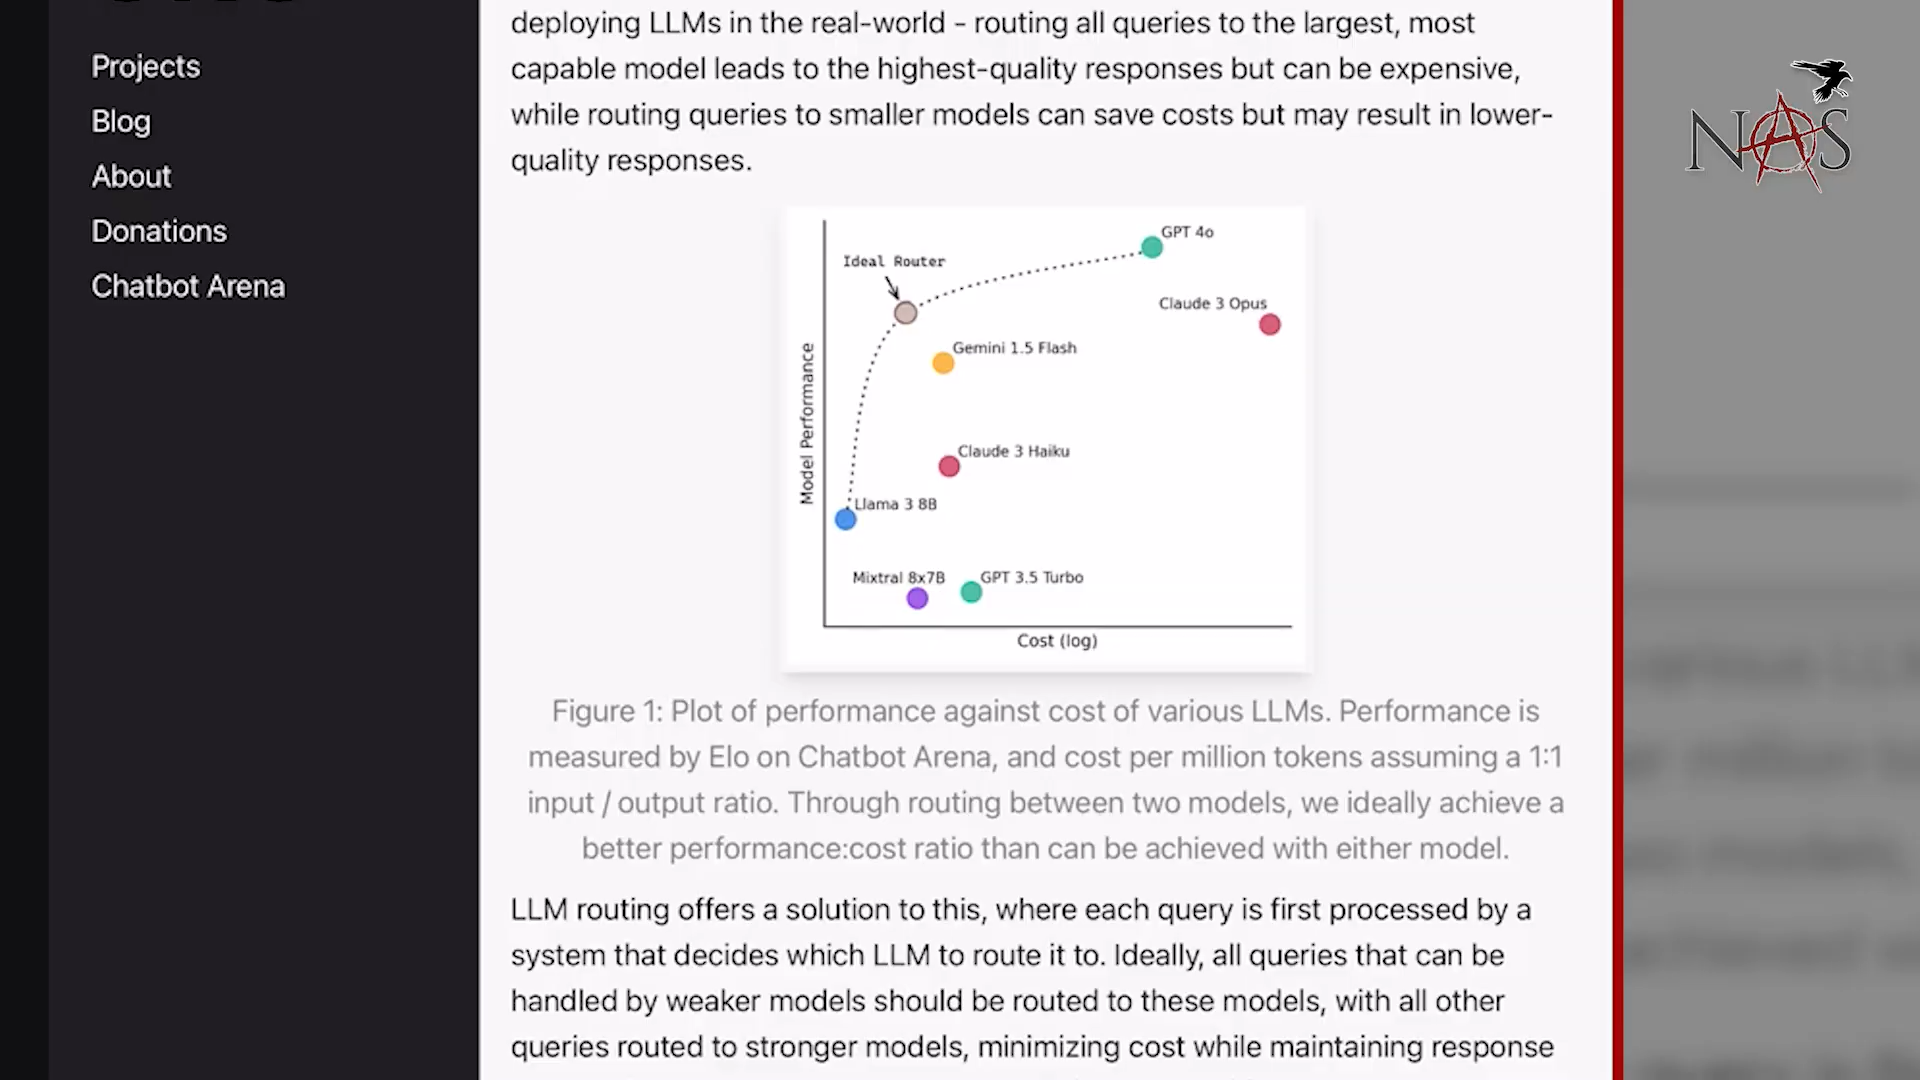 Projects
Blog
About
Donations
Chatbot Arena
deploying LLMs in the real-world - routing all queries to the largest, most
capable model leads to the highest-quality responses but can be expensive,
while routing queries to smaller models can save costs but may result in lower-
quality responses.
GPT 4o
Ideal Router
Claude 3 Opus
Gemini 1.5 Flash
Model Performance
Claude 3 Haiku
Llama 3 8B
Mixtral 8x7B
GPT 3.5 Turbo
Cost (log)
Figure 1: Plot of performance against cost of various LLMs. Performance is
measured by Elo on Chatbot Arena, and cost per million tokens assuming a 1:1
input / output ratio. Through routing between two models, we ideally achieve a
better performance:cost ratio than can be achieved with either model.
LLM routing offers a solution to this, where each query is first processed by a
system that decides which LLM to route it to. Ideally, all queries that can be
handled by weaker models should be routed to these models, with all other
queries routed to stronger models, minimizing cost while maintaining response
NAS